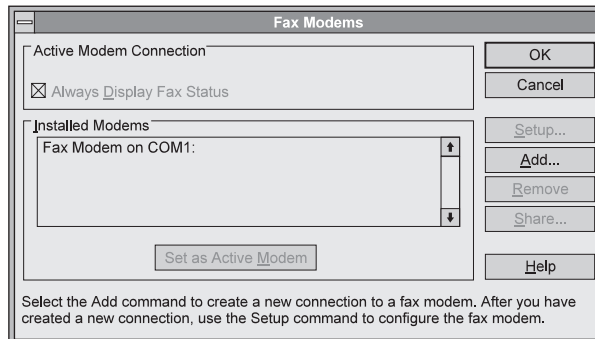 Fax Modems
Active Modem Connection
Always Display Fax Status
Installed Modems
Fax Modem on COM1:
Set as Active Modem
OK
Cancel
Setup...
Add...
Remove
Share...
Help
Select the Add command to create a new connection to a fax modem. After you have
created a new connection, use the Setup command to configure the fax modem.